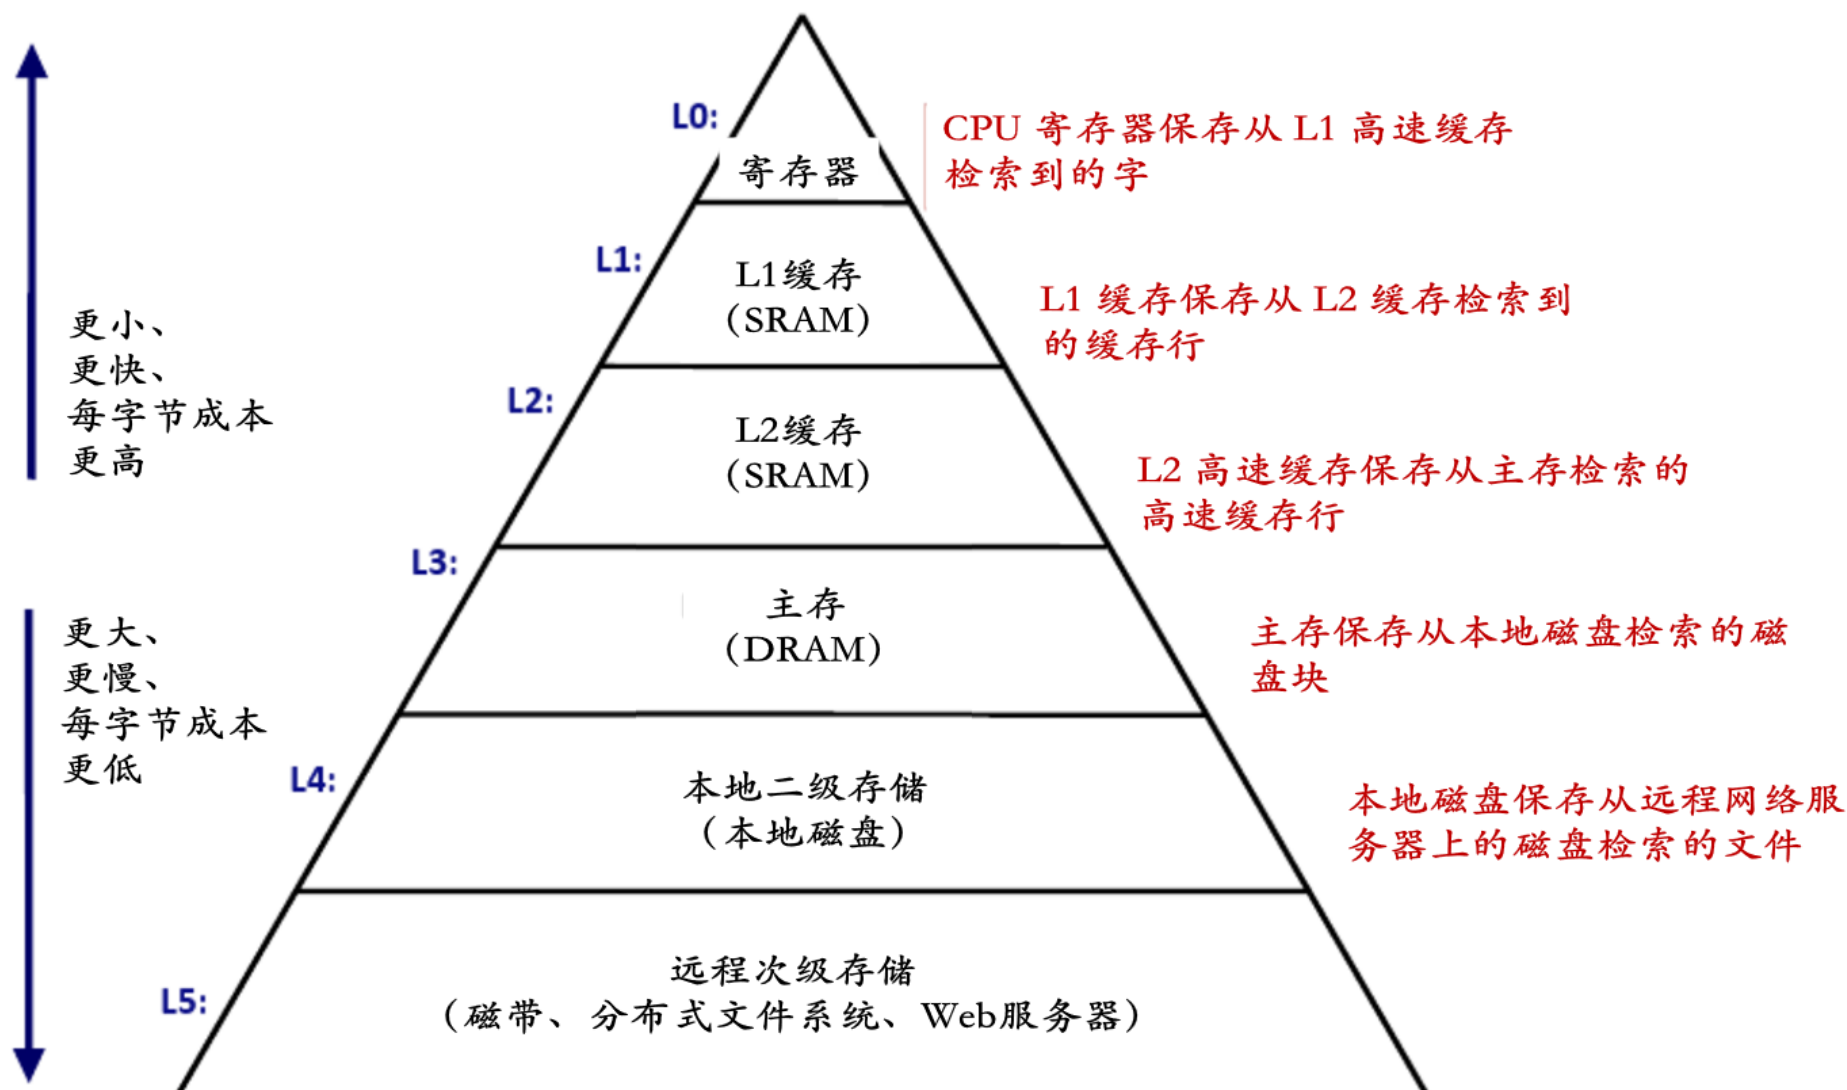 L0:
寄存器
CPU 寄存器保存从 L1 高速缓存
检索到的字
L1:
L1缓存
(SRAM)
L1 缓存保存从 L2 缓存检索到
的缓存行
更小、
更快、
每字节成本
更高
L2:
L2缓存
(SRAM)
L2 高速缓存保存从主存检索的
高速缓存行
L3:
主存
(DRAM)
主存保存从本地磁盘检索的磁
盘块
更大、
更慢、
每字节成本
更低
L4:
本地二级存储
(本地磁盘)
本地磁盘保存从远程网络服
务器上的磁盘检索的文件
L5:
远程次级存储
(磁带、分布式文件系统、Web服务器)